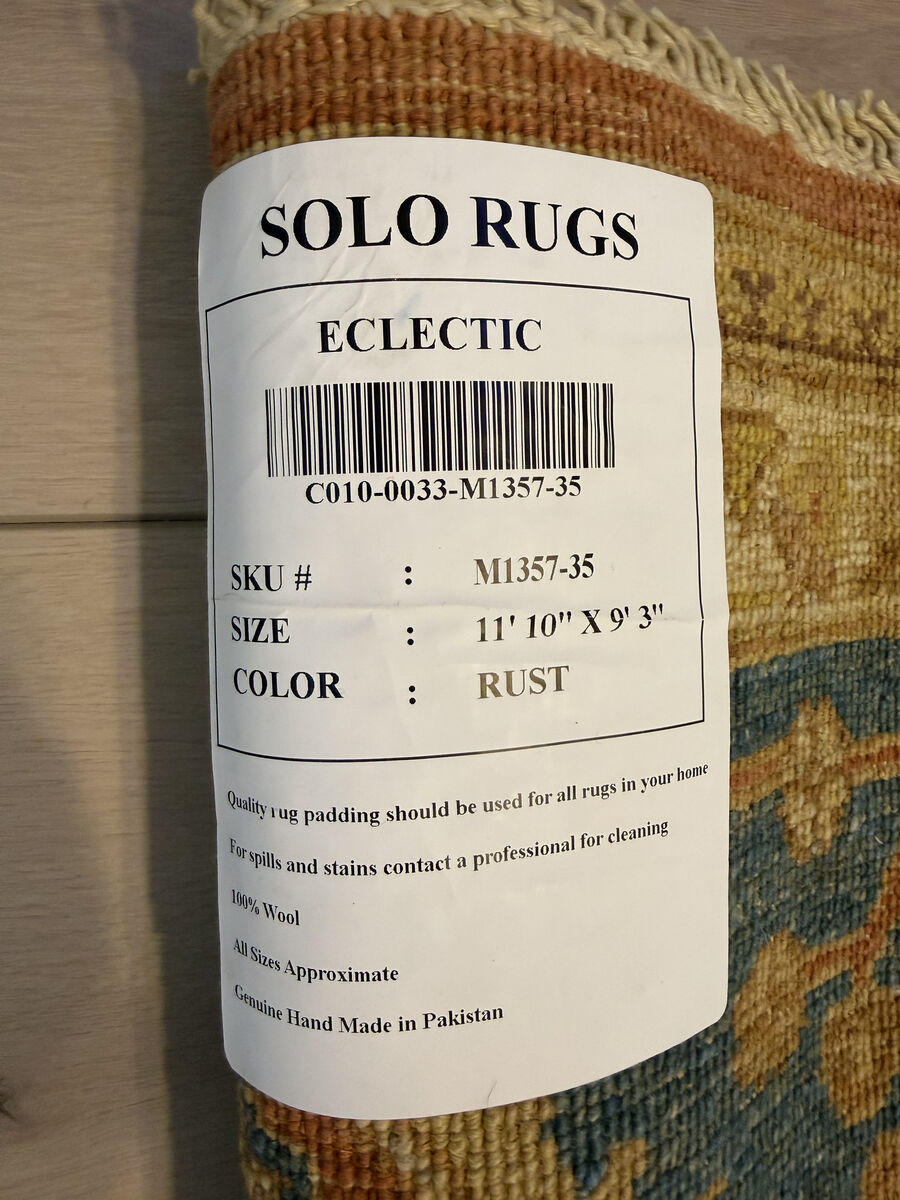 SOLO RUGS
ECLECTIC
C010-0033-M1357-35
SKU # : M1357-35
SIZE : 11' 10" X 9' 3"
COLOR : RUST
Quality rug padding should be used for all rugs in your home
For spills and stains contact a professional for cleaning
100% Wool
All Sizes Approximate
Genuine Hand Made in Pakistan